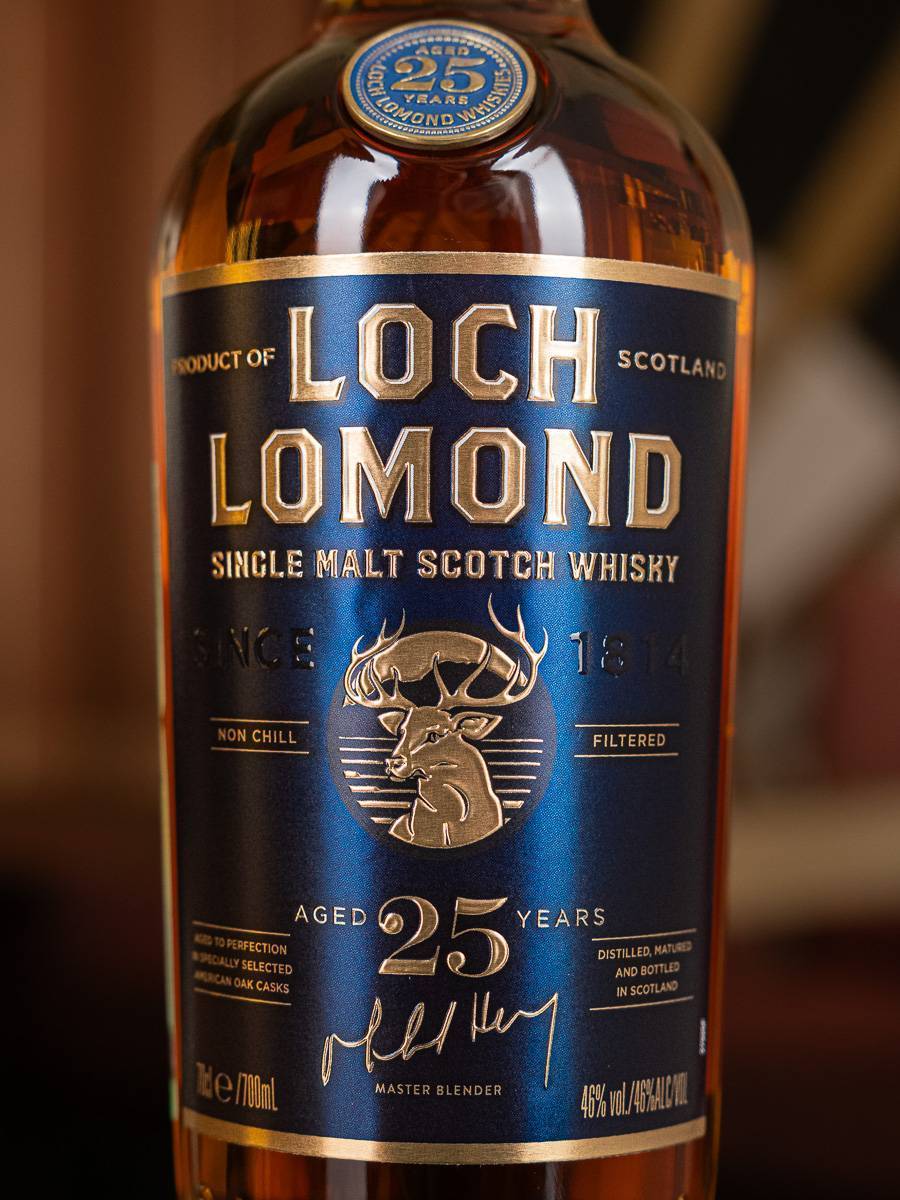 AGED
25
YEARS
LOCH LOMOND WHISKIES
PRODUCT OF LOCH SCOTLAND
LOMOND
SINGLE MALT SCOTCH WHISKY
SINCE 1814
NON CHILL FILTERED
AGED 25 YEARS
AGED TO PERFECTION
IN SPECIALLY SELECTED
AMERICAN OAK CASKS
DISTILLED, MATURED
AND BOTTLED
IN SCOTLAND
MASTER BLENDER
70cl e/700mL
46% vol./46%ALC/VOL